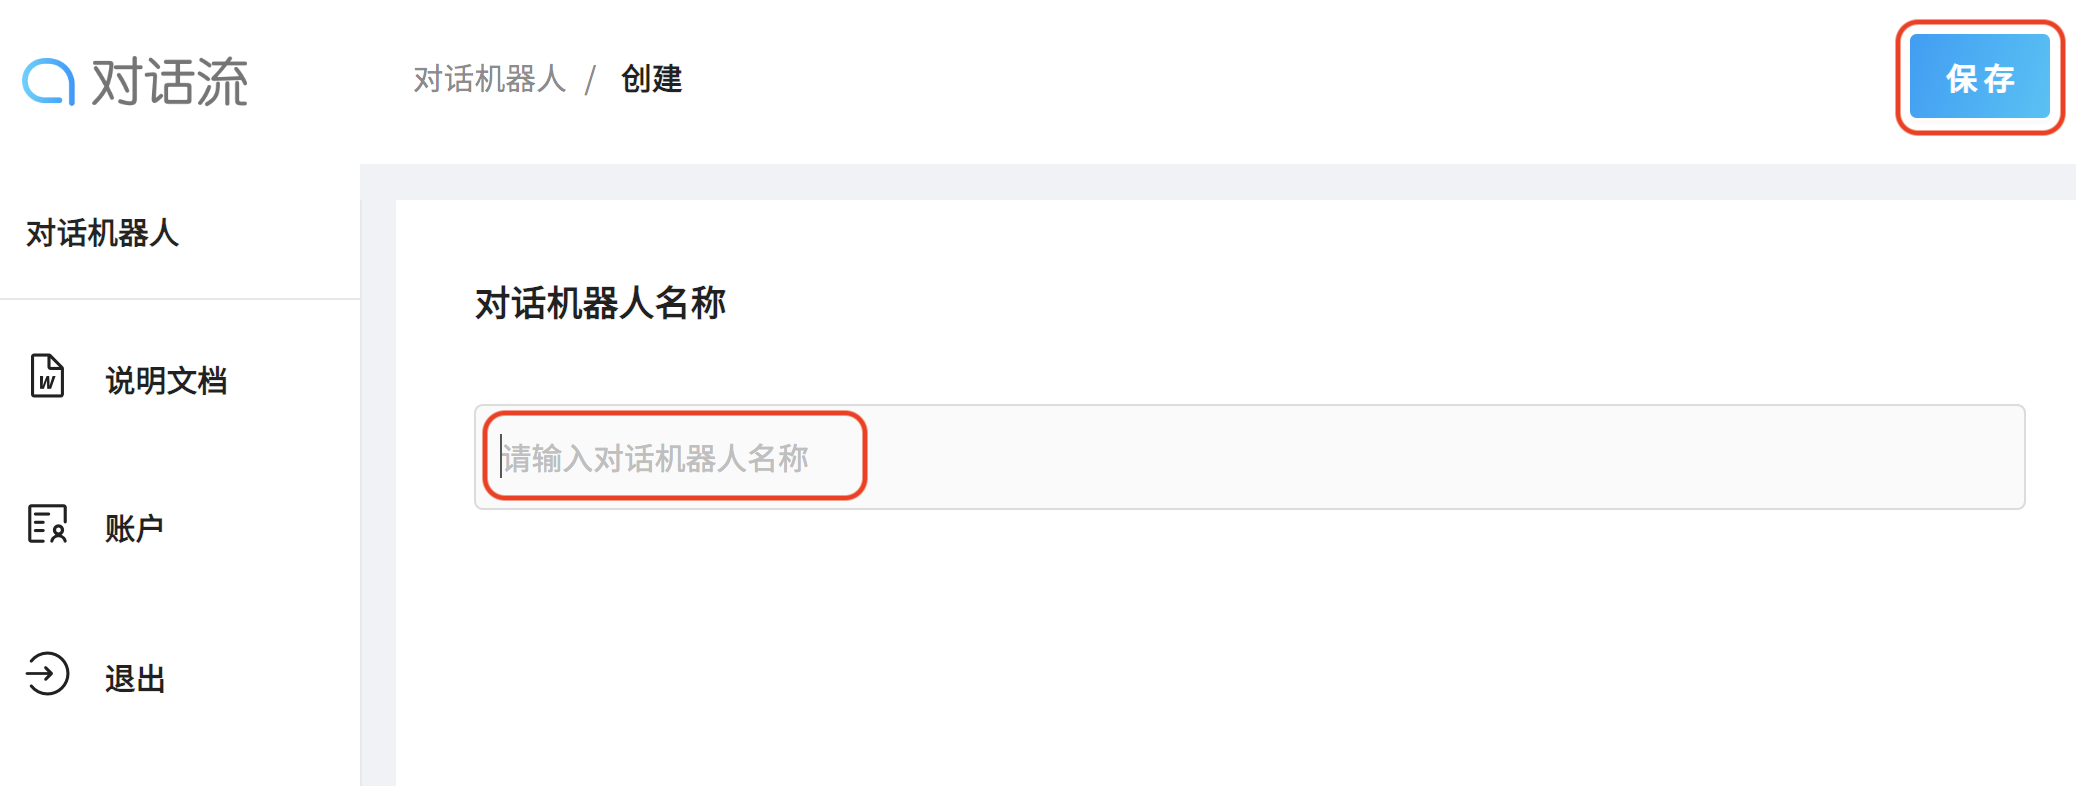 对话流
对话机器人 / 创建
保存
对话机器人
说明文档
账户
退出
对话机器人名称
请输入对话机器人名称